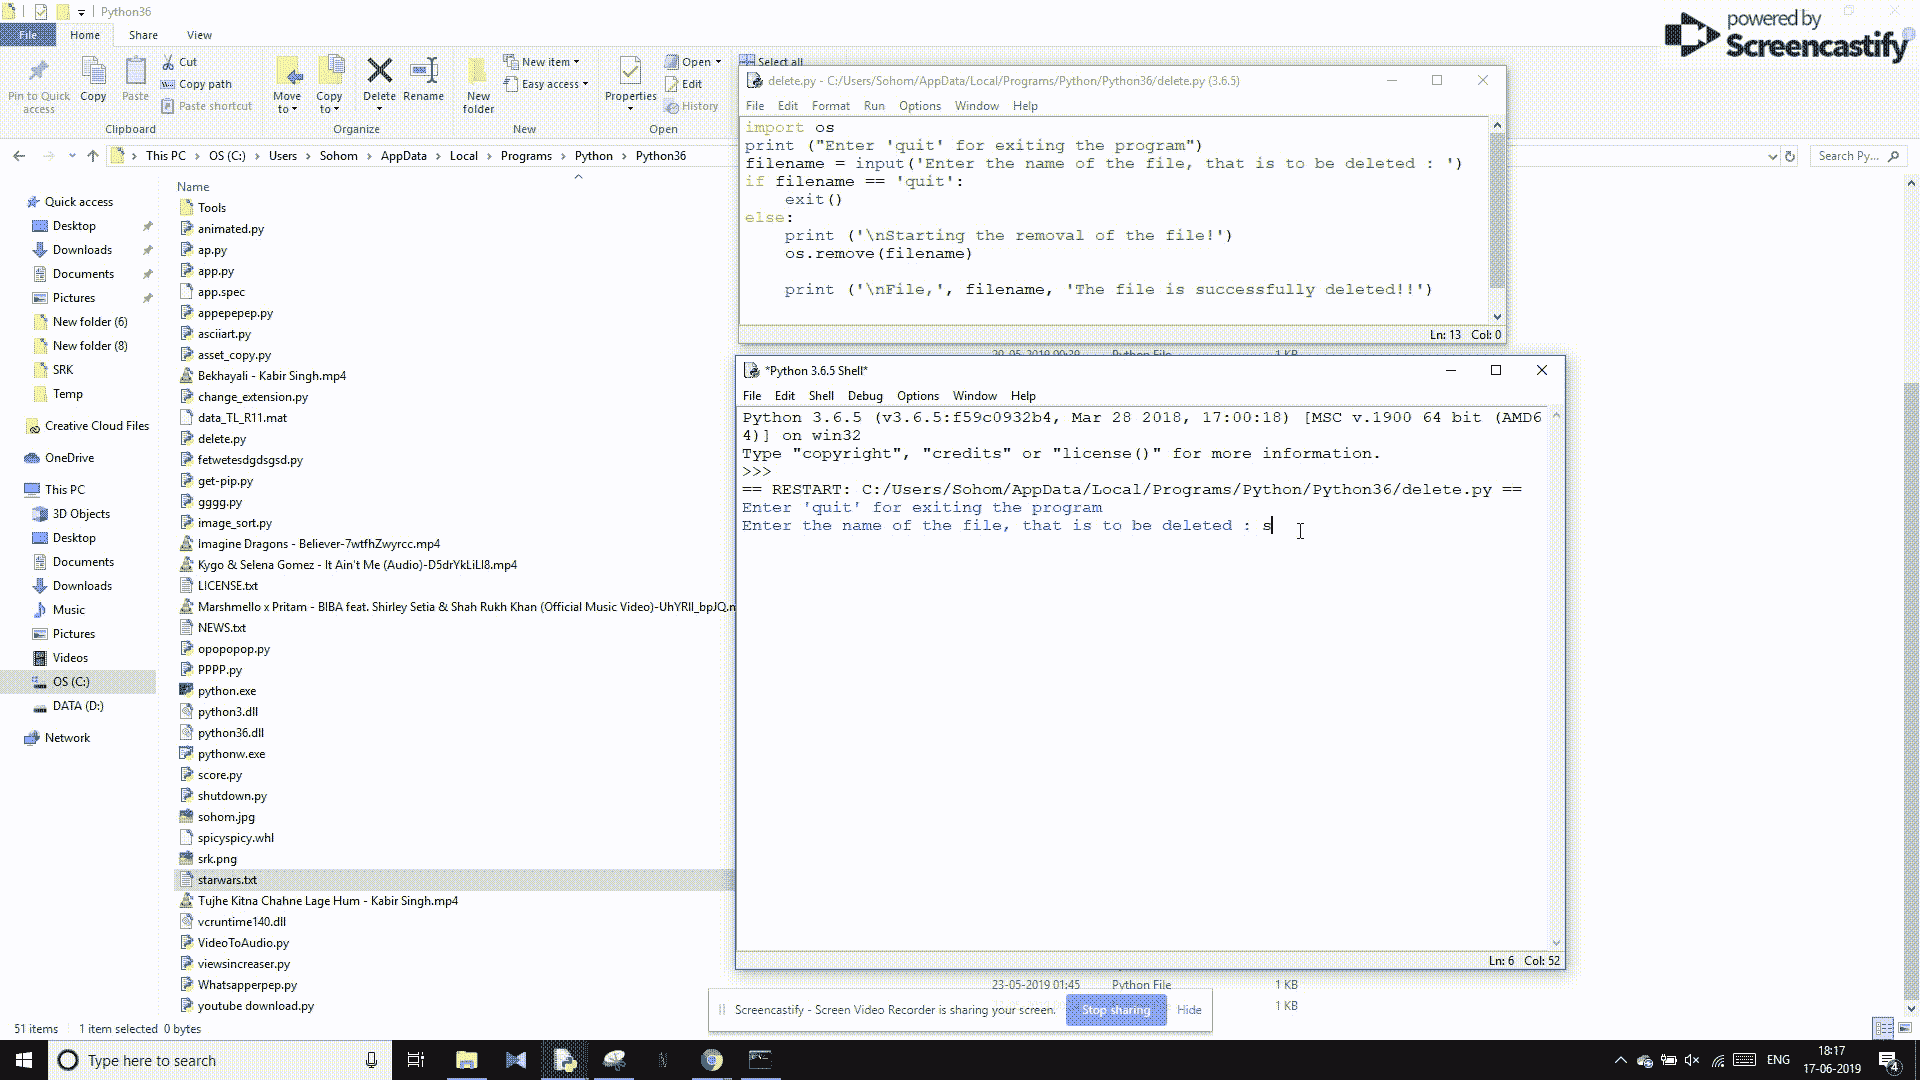 Python36
powered by
Screencastify
File Home Share View
Pin to Quick access
Copy
Paste
Cut
Copy path
Paste shortcut
Clipboard
Move to
Copy to
Delete
Rename
Organize
New folder
New item
Easy access
New
Properties
Open
Edit
History
Open
Select all
This PC > OS (C:) > Users > Sohom > AppData > Local > Programs > Python > Python36
Search Py...
Quick access
Desktop
Downloads
Documents
Pictures
New folder (6)
New folder (8)
SRK
Temp
Creative Cloud Files
OneDrive
This PC
3D Objects
Desktop
Documents
Downloads
Music
Pictures
Videos
OS (C:)
DATA (D:)
Network
Name
Tools
animated.py
ap.py
app.py
app.spec
appepepep.py
asciiart.py
asset_copy.py
Bekhayali - Kabir Singh.mp4
change_extension.py
data_TL_R11.mat
delete.py
fetwetesdgdsgsd.py
get-pip.py
gggg.py
image_sort.py
Imagine Dragons - Believer-7wtfhZwyrcc.mp4
Kygo & Selena Gomez - It Ain't Me (Audio)-D5drYkLiLI8.mp4
LICENSE.txt
Marshmello x Pritam - BIBA feat. Shirley Setia & Shah Rukh Khan (Official Music Video)-UhYRlI_bpJQ.m
NEWS.txt
opopopop.py
PPPP.py
python.exe
python3.dll
python36.dll
pythonw.exe
score.py
shutdown.py
sohom.jpg
spicyspicy.whl
srk.png
starwars.txt
Tujhe Kitna Chahne Lage Hum - Kabir Singh.mp4
vcruntime140.dll
VideoToAudio.py
viewsincreaser.py
Whatsapperpep.py
youtube download.py
delete.py - C:/Users/Sohom/AppData/Local/Programs/Python/Python36/delete.py (3.6.5)
File Edit Format Run Options Window Help
import os
print ("Enter 'quit' for exiting the program")
filename = input('Enter the name of the file, that is to be deleted : ')
if filename == 'quit':
exit()
else:
print ('\nStarting the removal of the file!')
os.remove(filename)
print ('\nFile,', filename, 'The file is successfully deleted!!')
Ln: 13 Col: 0
*Python 3.6.5 Shell*
File Edit Shell Debug Options Window Help
Python 3.6.5 (v3.6.5:f59c0932b4, Mar 28 2018, 17:00:18) [MSC v.1900 64 bit (AMD6
4)] on win32
Type "copyright", "credits" or "license()" for more information.
>>>
== RESTART: C:/Users/Sohom/AppData/Local/Programs/Python/Python36/delete.py ==
Enter 'quit' for exiting the program
Enter the name of the file, that is to be deleted : s
Ln: 6 Col: 52
23-05-2019 01:45 Python File 1 KB
1 KB
Screencastify - Screen Video Recorder is sharing your screen. Stop sharing Hide
51 items 1 item selected 0 bytes
Type here to search
ENG
18:17
17-06-2019
4